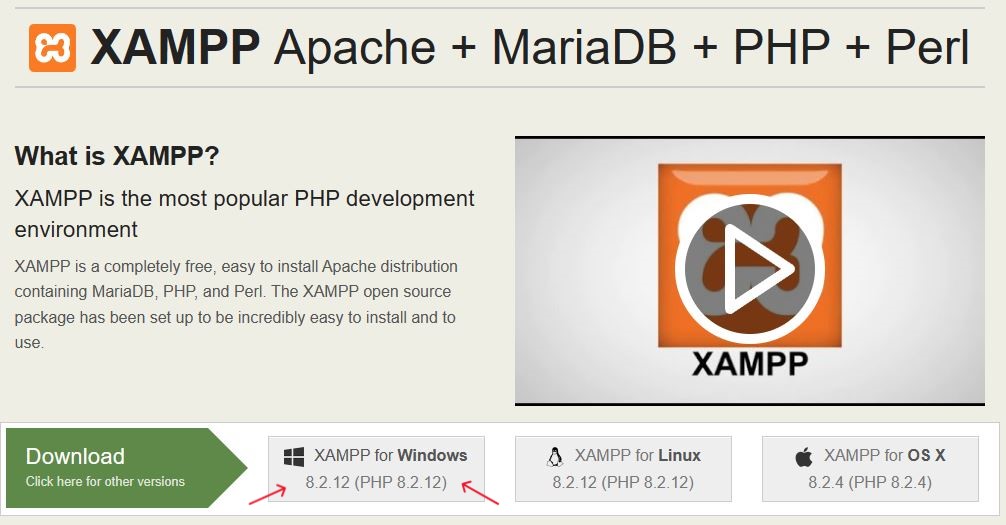 XAMPP Apache + MariaDB + PHP + Perl
What is XAMPP?
XAMPP is the most popular PHP development
environment
XAMPP is a completely free, easy to install Apache distribution
containing MariaDB, PHP, and Perl. The XAMPP open source
package has been set up to be incredibly easy to install and to
use.
XAMPP
Download
Click here for other versions
XAMPP for Windows
8.2.12 (PHP 8.2.12)
XAMPP for Linux
8.2.12 (PHP 8.2.12)
XAMPP for OS X
8.2.4 (PHP 8.2.4)